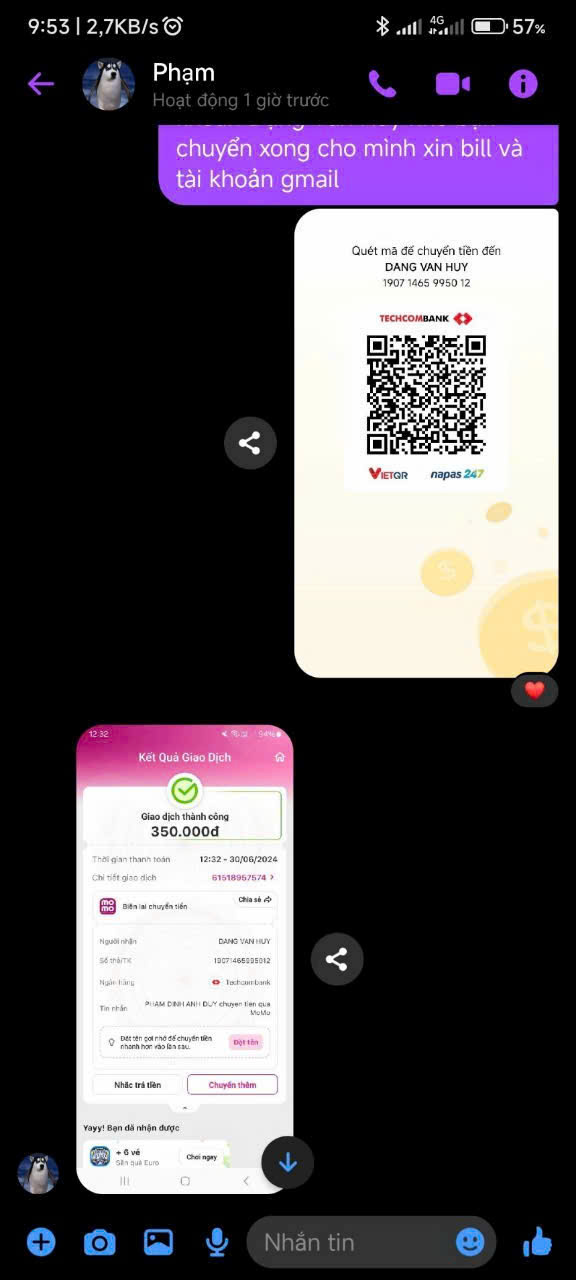 9:53 | 2,7KB/s
4G
57%
Phạm
Hoạt động 1 giờ trước
chuyển xong cho mình xin bill và
tài khoản gmail
Quét mã để chuyển tiền đến
DANG VAN HUY
1907 1465 9950 12
TECHCOMBANK
VIETQR napas 247
12:32 94%
Kết Quả Giao Dịch
Giao dịch thành công
350.000đ
Thời gian thanh toán 12:32 - 30/06/2024
Chi tiết giao dịch 61518957574 >
momo Biên lai chuyển tiền Chia sẻ
Người nhận DANG VAN HUY
Số thẻ/TK 19071465995012
Ngân hàng Techcombank
Tin nhắn PHAM DINH ANH DUY chuyen tien qua
MoMo
Đặt tên gợi nhớ để chuyển tiền
nhanh hơn vào lần sau. Đặt tên
Nhắc trả tiền Chuyển thêm
Yayy! Bạn đã nhận được
+ 6 vé
Săn quà Euro Chơi ngay
Nhắn tin